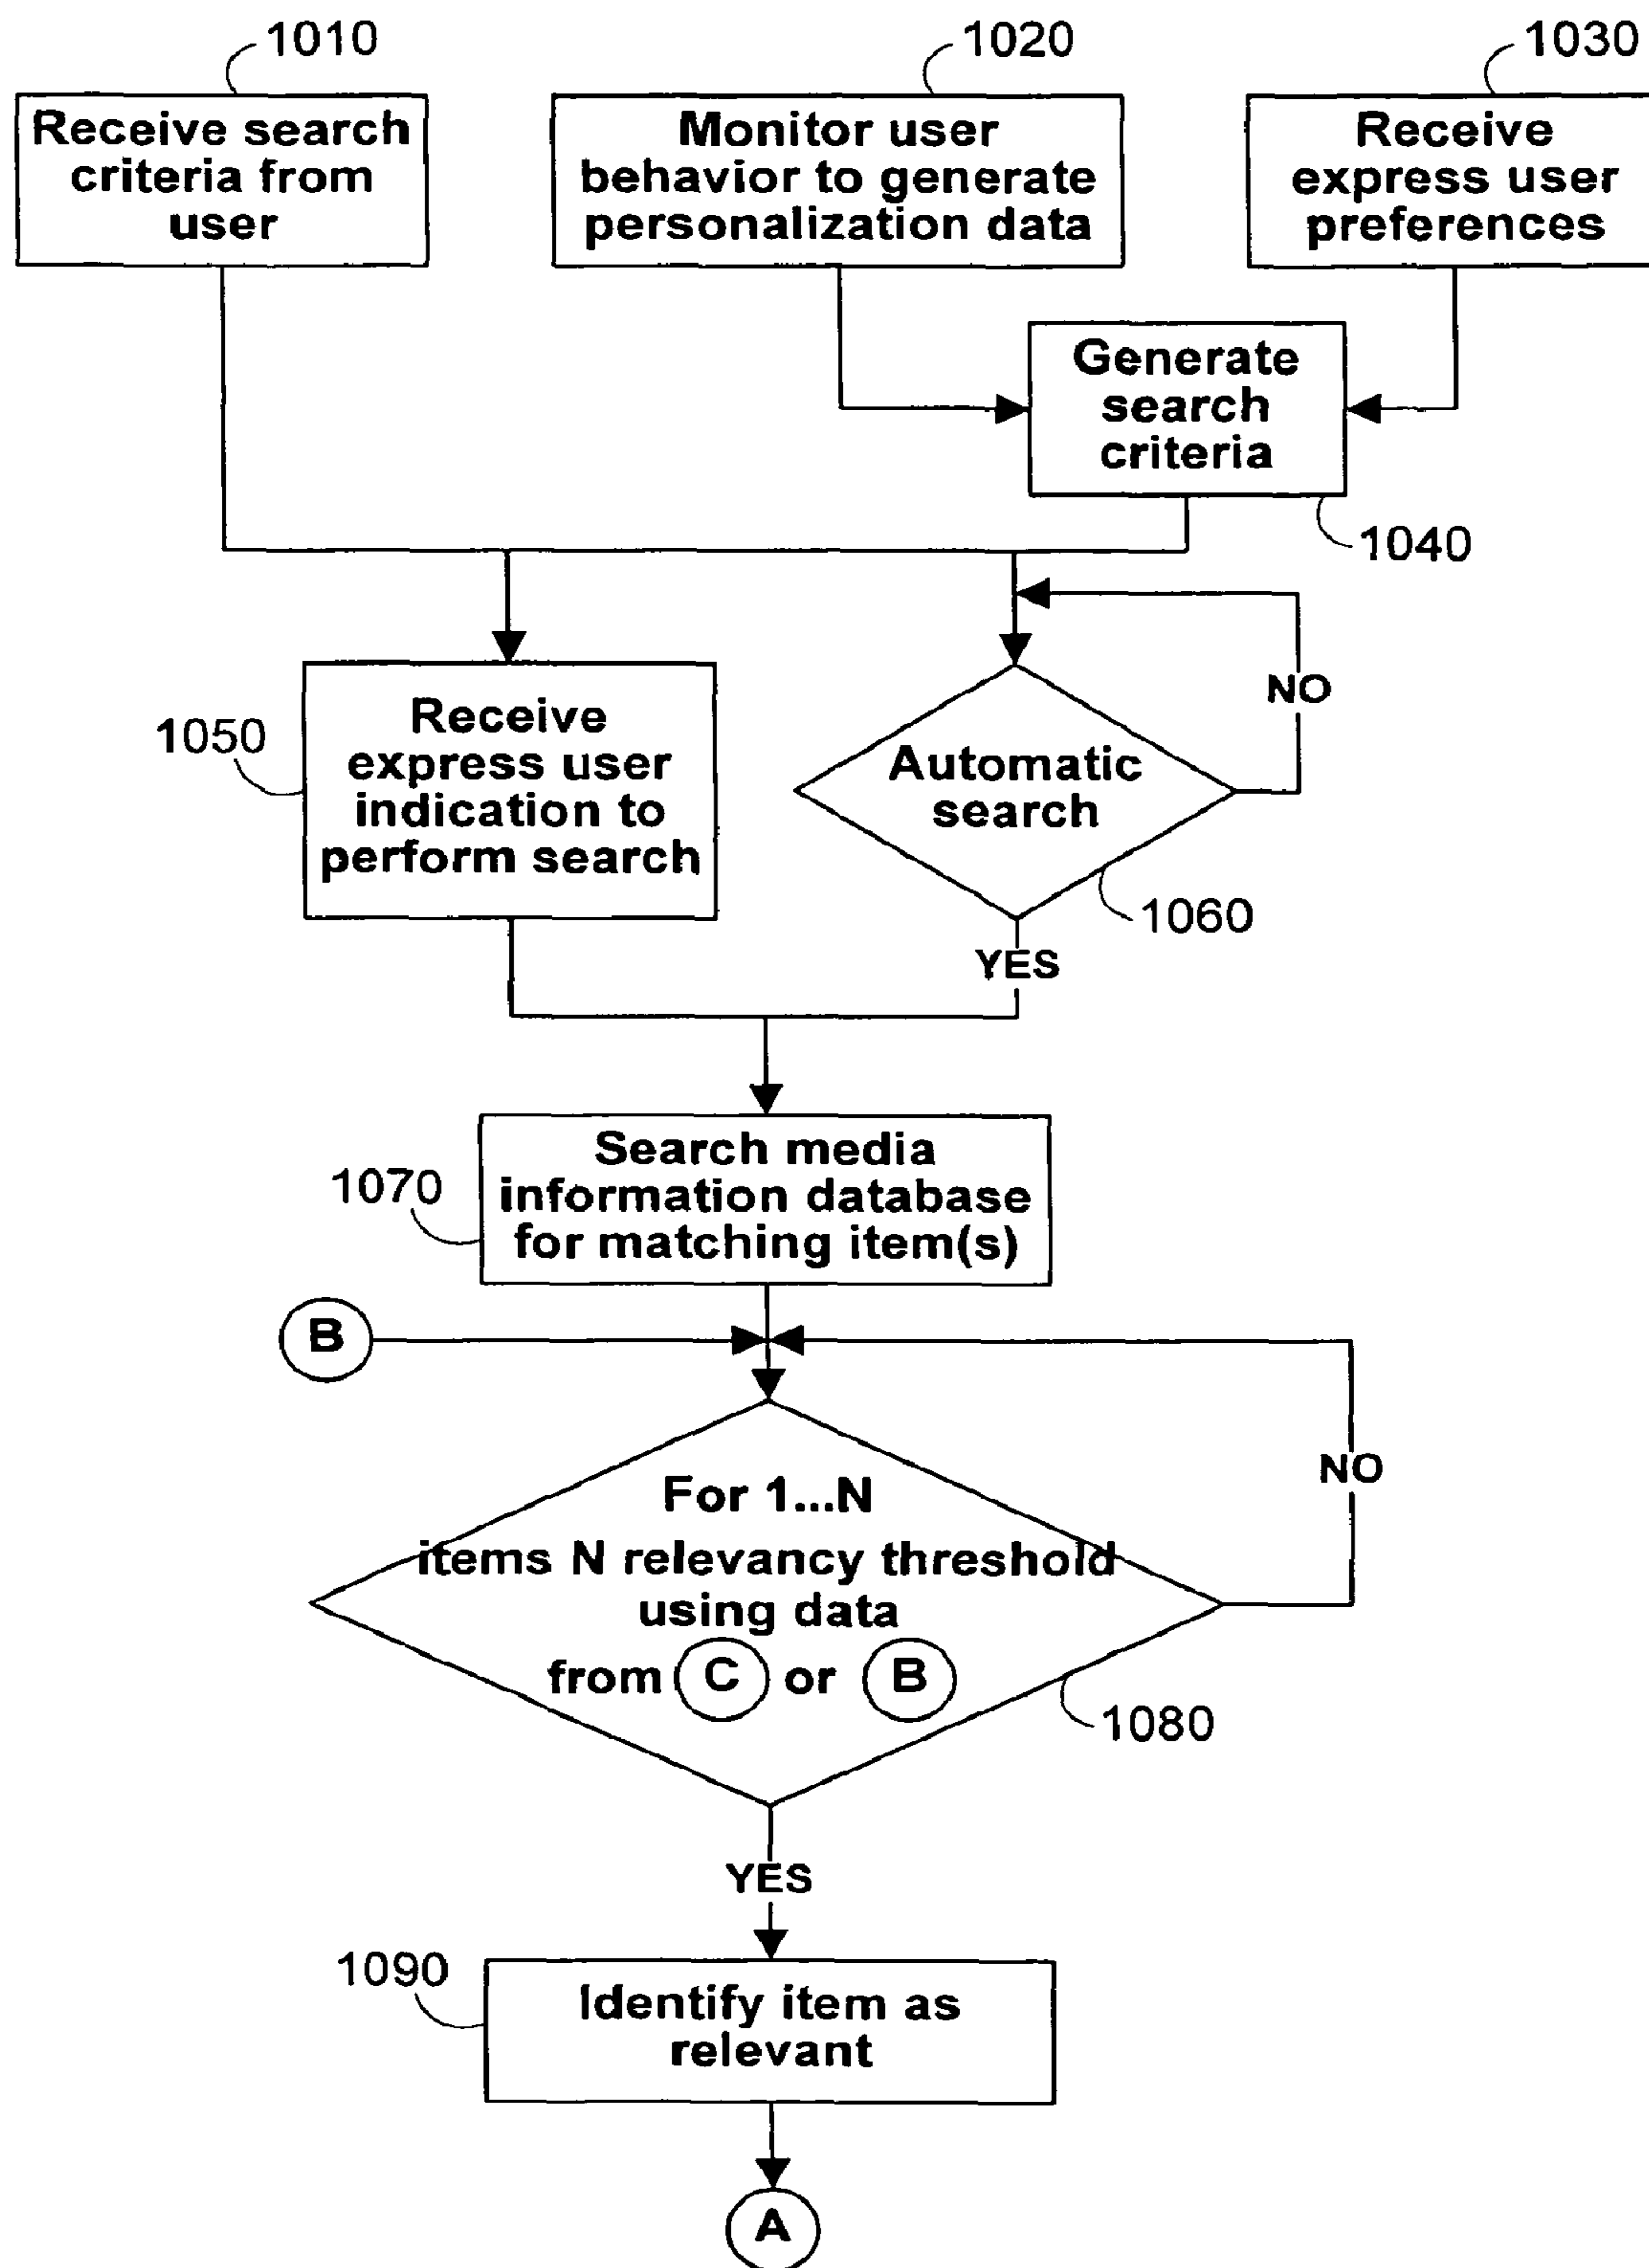 1010
1020
1030
Receive search
criteria from
user
Monitor user
behavior to generate
personalization data
Receive
express user
preferences
Generate
search
criteria
1040
1050
Receive
express user
indication to
perform search
Automatic
search
NO
1060
YES
1070
Search media
information database
for matching item(s)
B
NO
For 1...N
items N relevancy threshold
using data
from C or B
1080
YES
1090
Identify item as
relevant
A